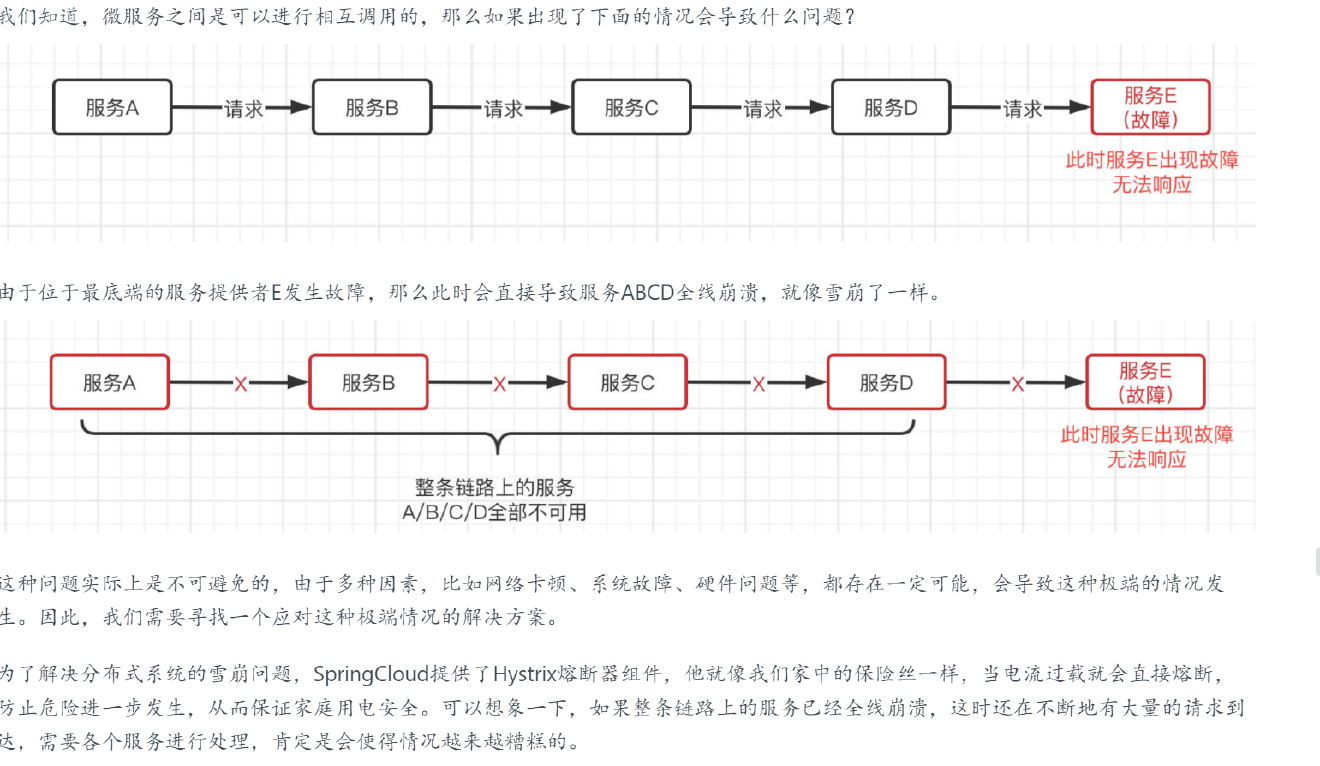 我们知道，微服务之间是可以进行相互调用的，那么如果出现了下面的情况会导致什么问题？
服务A 请求 服务B 请求 服务C 请求 服务D 请求 服务E
（故障）
此时服务E出现故障
无法响应
由于位于最底端的服务提供者E发生故障，那么此时会直接导致服务ABCD全线崩溃，就像雪崩了一样。
服务A X 服务B X 服务C X 服务D X 服务E
（故障）
此时服务E出现故障
无法响应
整条链路上的服务
A/B/C/D全部不可用
这种问题实际上是不可避免的，由于多种因素，比如网络卡顿、系统故障、硬件问题等，都存在一定可能，会导致这种极端的情况发
生。因此，我们需要寻找一个应对这种极端情况的解决方案。
为了解决分布式系统的雪崩问题，SpringCloud提供了Hystrix熔断器组件，他就像我们家中的保险丝一样，当电流过载就会直接熔断，
防止危险进一步发生，从而保证家庭用电安全。可以想象一下，如果整条链路上的服务已经全线崩溃，这时还在不断地有大量的请求到
达，需要各个服务进行处理，肯定是会使得情况越来越糟糕的。